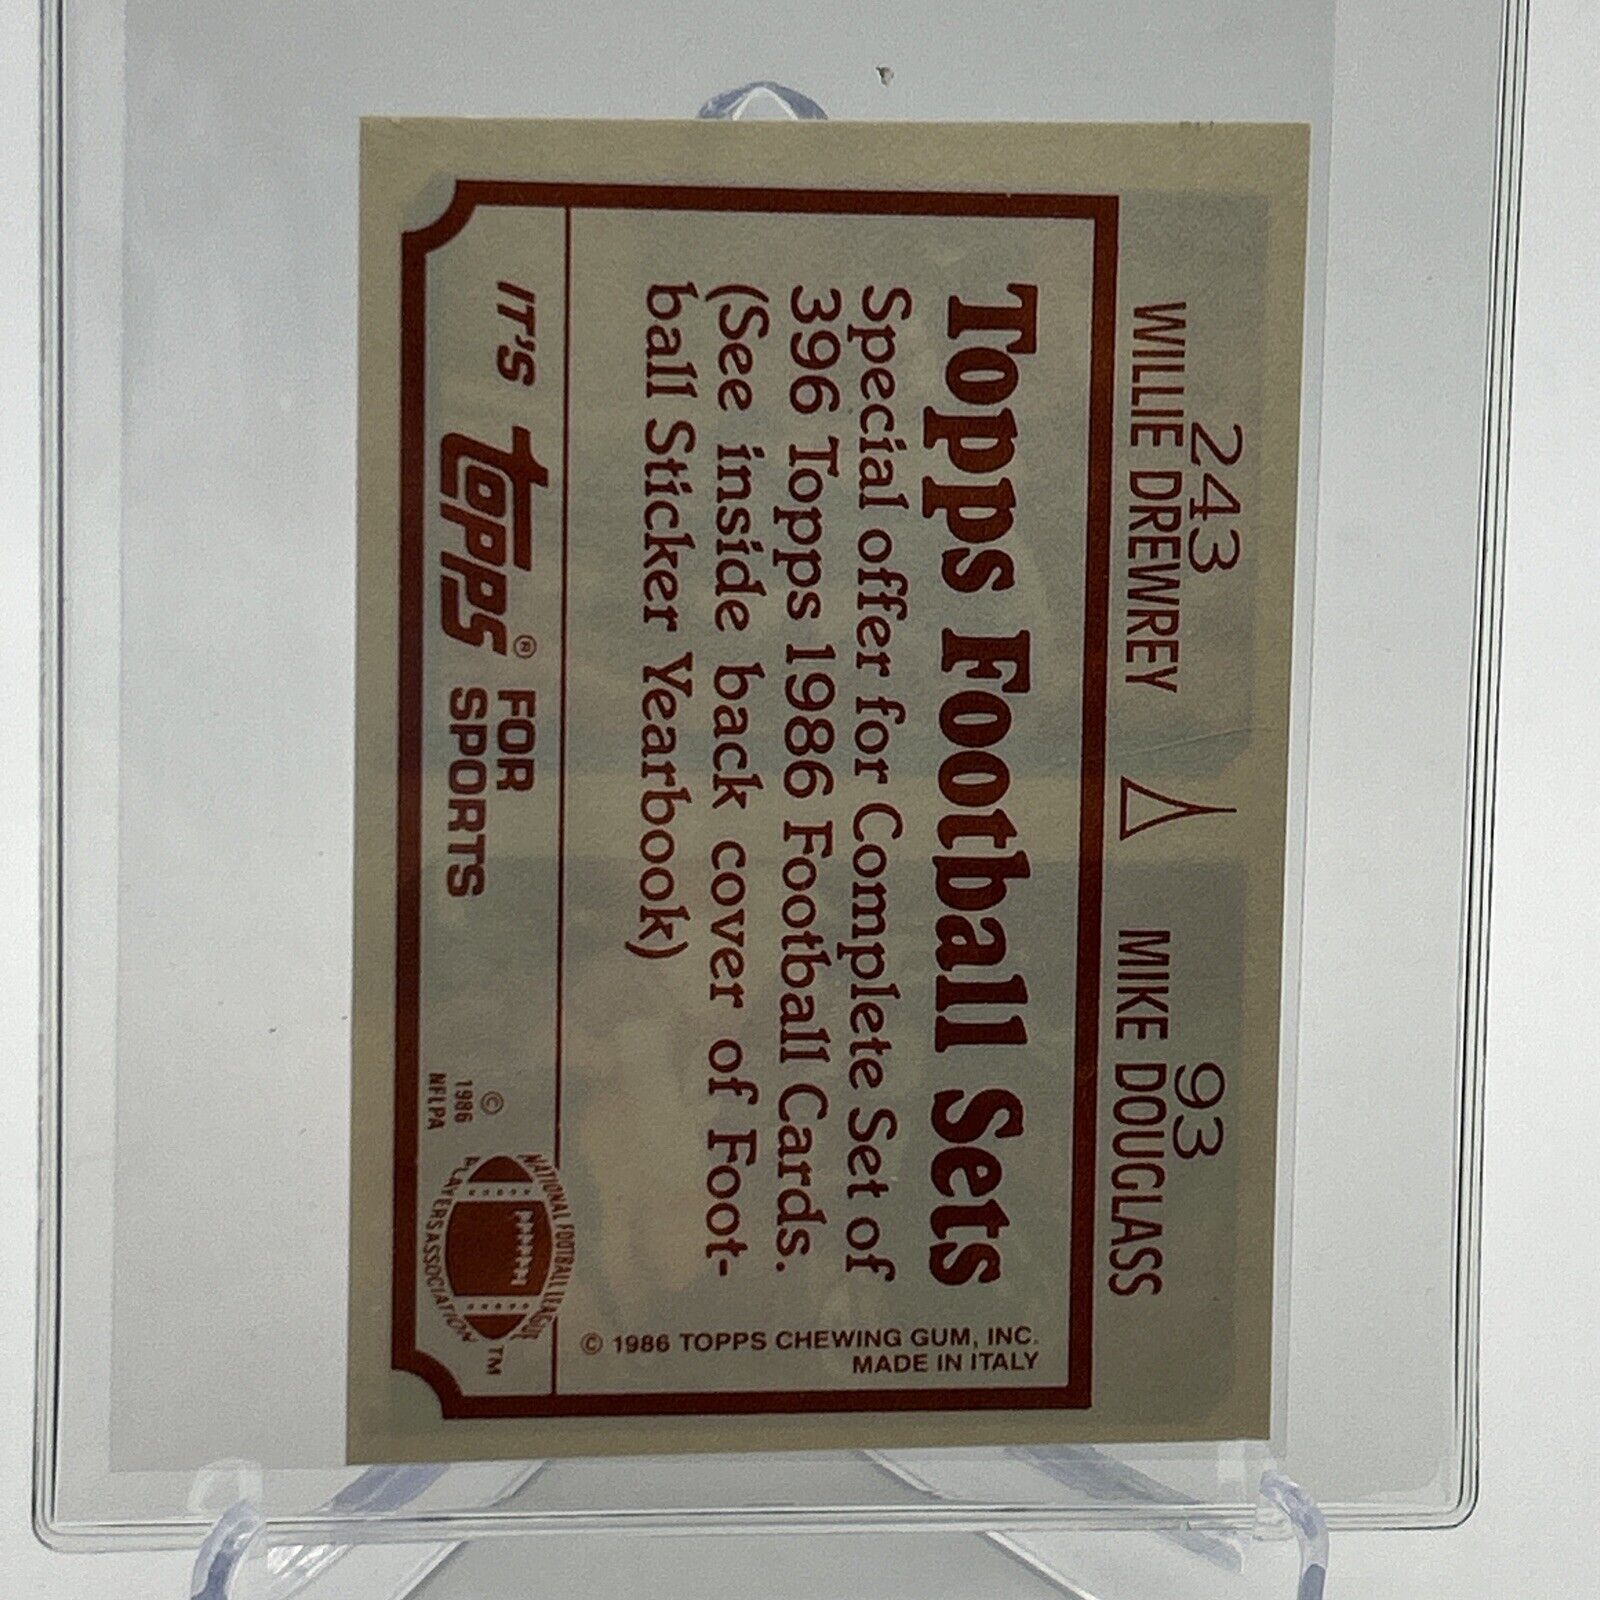 243
WILLIE DREWREY
93
MIKE DOUGLASS
Topps Football Sets
Special offer for Complete Set of
396 Topps 1986 Football Cards.
(See inside back cover of Foot-
ball Sticker Yearbook)
© 1986 TOPPS CHEWING GUM, INC.
MADE IN ITALY
IT'S Topps® FOR SPORTS
© 1986 NFLPA
NATIONAL FOOTBALL LEAGUE
PLAYERS ASSOCIATION
TM